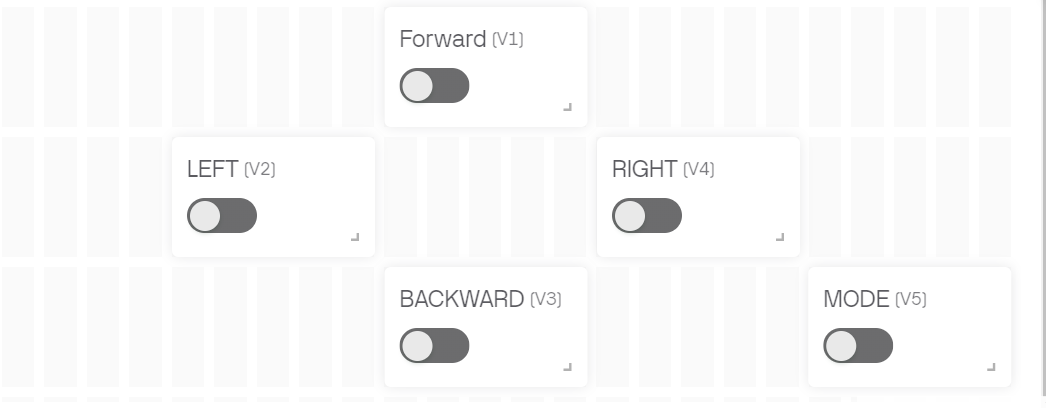 Forward (V1)
LEFT (V2)
RIGHT (V4)
BACKWARD (V3)
MODE (V5)